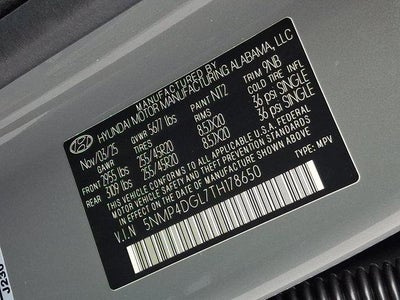 MANUFACTURED BY
HYUNDAI MOTOR MANUFACTURING ALABAMA, LLC
Nov/03/25 GVWR 5677 lbs PAINT NT2 TRIM 9NB
GAWR TIRES RIMS COLD TIRE INFL.
FRONT 2955 lbs 255/45R20 8.5JX20 36 psi SINGLE
REAR 3109 lbs 255/45R20 8.5JX20 36 psi SINGLE
THIS VEHICLE CONFORMS TO ALL APPLICABLE U.S. FEDERAL
MOTOR VEHICLE SAFETY AND THEFT PREVENTION STANDARDS
IN EFFECT ON THE DATE OF MANUFACTURE SHOWN ABOVE.
V.I.N 5NMP4DGL7TH178650 TYPE: MPV
J230